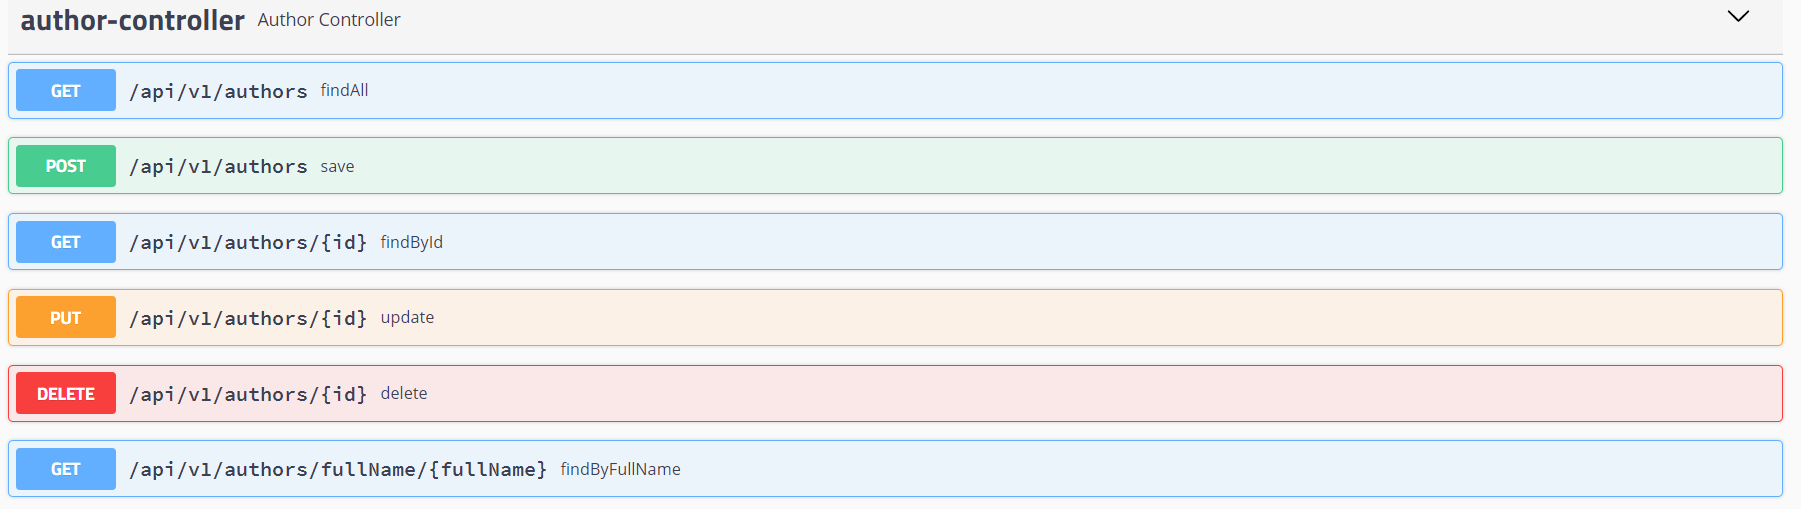 author-controller Author Controller
GET /api/v1/authors findAll
POST /api/v1/authors save
GET /api/v1/authors/{id} findById
PUT /api/v1/authors/{id} update
DELETE /api/v1/authors/{id} delete
GET /api/v1/authors/fullName/{fullName} findByFullName